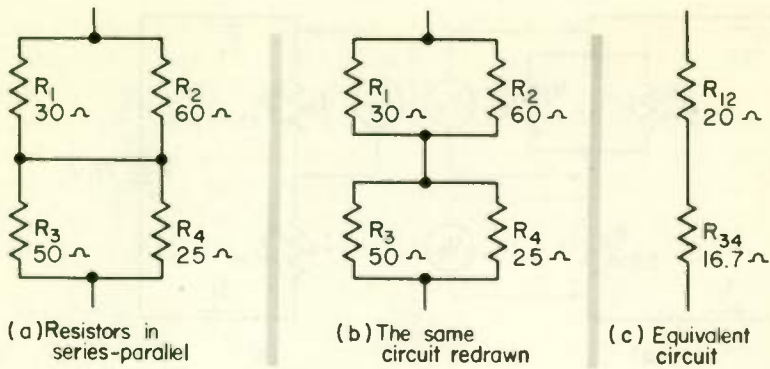 R1
30 Ω
R2
60 Ω
R3
50 Ω
R4
25 Ω
(a) Resistors in
series-parallel
R1
30 Ω
R2
60 Ω
R3
50 Ω
R4
25 Ω
(b) The same
circuit redrawn
R12
20 Ω
R34
16.7 Ω
(c) Equivalent
circuit